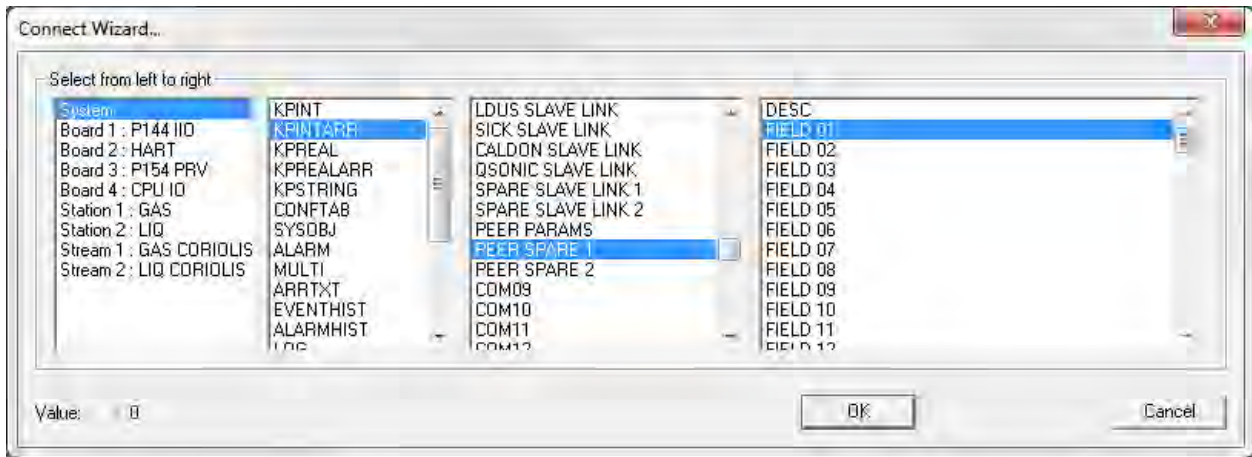 Connect Wizard...
Select from left to right
System
Board 1 : P144 IIO
Board 2 : HART
Board 3 : P154 PRV
Board 4 : CPU IO
Station 1 : GAS
Station 2 : LIQ
Stream 1 : GAS CORIOLIS
Stream 2 : LIQ CORIOLIS
KPINT
KPINTARR
KPREAL
KPREALARR
KPSTRING
CONFTAB
SYSOBJ
ALARM
MULTI
ARRTXT
EVENTHIST
ALARMHIST
LOG
LDUS SLAVE LINK
SICK SLAVE LINK
CALDON SLAVE LINK
QSONIC SLAVE LINK
SPARE SLAVE LINK 1
SPARE SLAVE LINK 2
PEER PARAMS
PEER SPARE 1
PEER SPARE 2
COM09
COM10
COM11
COM12
DESC
FIELD 01
FIELD 02
FIELD 03
FIELD 04
FIELD 05
FIELD 06
FIELD 07
FIELD 08
FIELD 09
FIELD 10
FIELD 11
FIELD 12
Value: 0
OK
Cancel